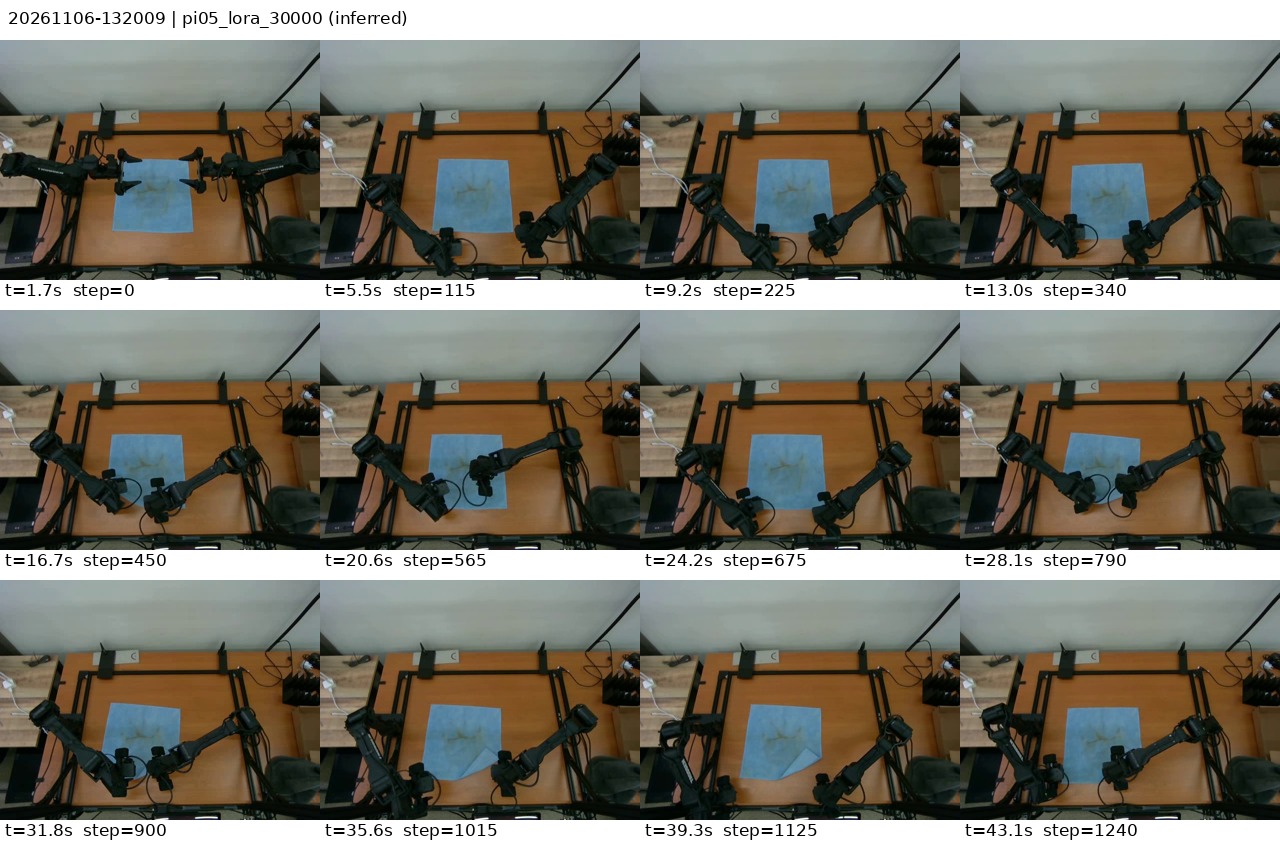 20261106-132009 | pi05_lora_30000 (inferred)
t=1.7s step=0
t=5.5s step=115
t=9.2s step=225
t=13.0s step=340
t=16.7s step=450
t=20.6s step=565
t=24.2s step=675
t=28.1s step=790
t=31.8s step=900
t=35.6s step=1015
t=39.3s step=1125
t=43.1s step=1240